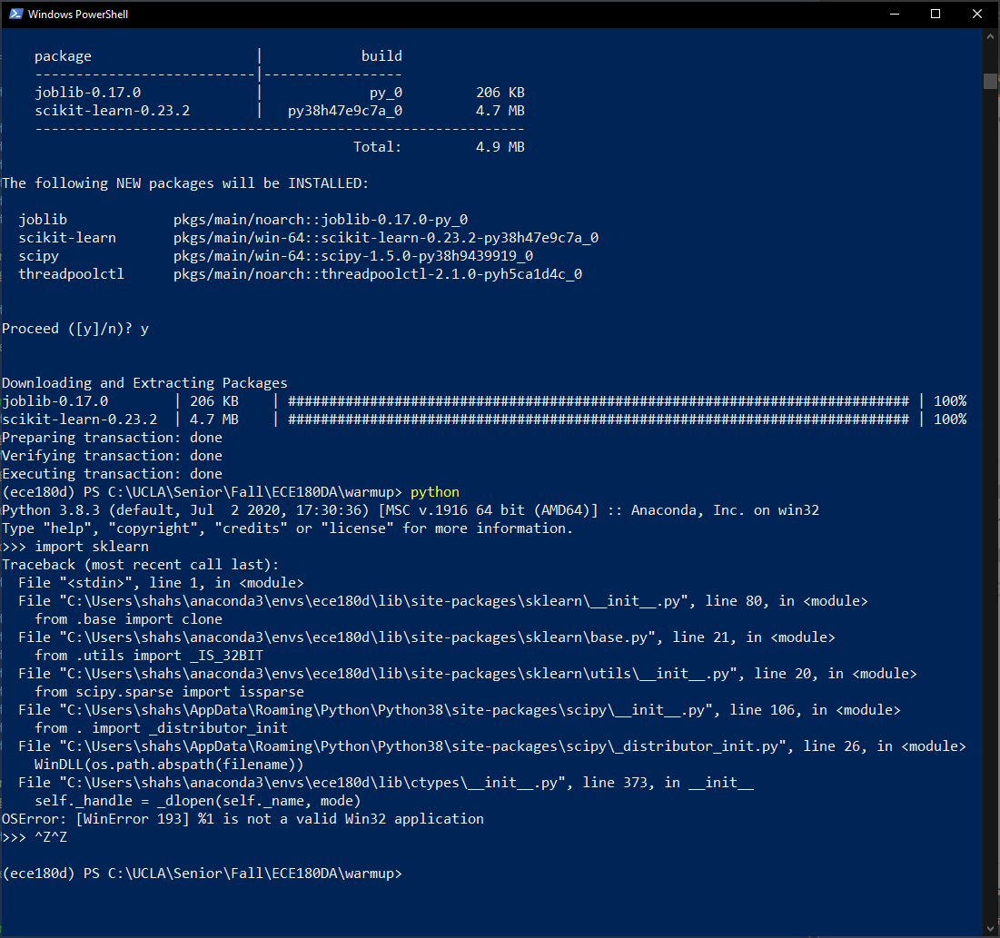 Windows PowerShell
package | build
---------------------------|-----------------
joblib-0.17.0 | py_0 206 KB
scikit-learn-0.23.2 | py38h47e9c7a_0 4.7 MB
------------------------------------------------------------
Total: 4.9 MB
The following NEW packages will be INSTALLED:
joblib pkgs/main/noarch::joblib-0.17.0-py_0
scikit-learn pkgs/main/win-64::scikit-learn-0.23.2-py38h47e9c7a_0
scipy pkgs/main/win-64::scipy-1.5.0-py38h9439919_0
threadpoolctl pkgs/main/noarch::threadpoolctl-2.1.0-pyh5ca1d4c_0
Proceed ([y]/n)? y
Downloading and Extracting Packages
joblib-0.17.0 | 206 KB | ############################################################################ | 100%
scikit-learn-0.23.2 | 4.7 MB | ############################################################################ | 100%
Preparing transaction: done
Verifying transaction: done
Executing transaction: done
(ece180d) PS C:\UCLA\Senior\Fall\ECE180DA\warmup> python
Python 3.8.3 (default, Jul  2 2020, 17:30:36) [MSC v.1916 64 bit (AMD64)] :: Anaconda, Inc. on win32
Type "help", "copyright", "credits" or "license" for more information.
>>> import sklearn
Traceback (most recent call last):
File "<stdin>", line 1, in <module>
File "C:\Users\shahs\anaconda3\envs\ece180d\lib\site-packages\sklearn\__init__.py", line 80, in <module>
from .base import clone
File "C:\Users\shahs\anaconda3\envs\ece180d\lib\site-packages\sklearn\base.py", line 21, in <module>
from .utils import _IS_32BIT
File "C:\Users\shahs\anaconda3\envs\ece180d\lib\site-packages\sklearn\utils\__init__.py", line 20, in <module>
from scipy.sparse import issparse
File "C:\Users\shahs\AppData\Roaming\Python\Python38\site-packages\scipy\__init__.py", line 106, in <module>
from . import _distributor_init
File "C:\Users\shahs\AppData\Roaming\Python\Python38\site-packages\scipy\_distributor_init.py", line 26, in <module>
WinDLL(os.path.abspath(filename))
File "C:\Users\shahs\anaconda3\envs\ece180d\lib\ctypes\__init__.py", line 373, in __init__
self._handle = _dlopen(self._name, mode)
OSError: [WinError 193] %1 is not a valid Win32 application
>>> ^Z^Z
(ece180d) PS C:\UCLA\Senior\Fall\ECE180DA\warmup>